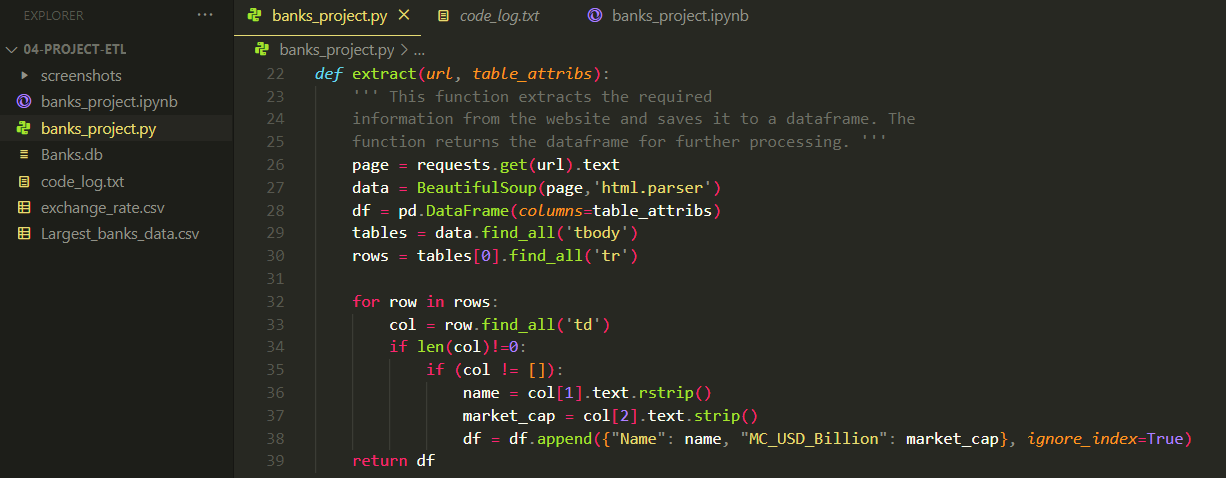 EXPLORER ...
04-PROJECT-ETL
screenshots
banks_project.ipynb
banks_project.py
Banks.db
code_log.txt
exchange_rate.csv
Largest_banks_data.csv
banks_project.py × code_log.txt banks_project.ipynb
banks_project.py > ...
22 def extract(url, table_attribs):
23     ''' This function extracts the required
24     information from the website and saves it to a dataframe. The
25     function returns the dataframe for further processing. '''
26     page = requests.get(url).text
27     data = BeautifulSoup(page,'html.parser')
28     df = pd.DataFrame(columns=table_attribs)
29     tables = data.find_all('tbody')
30     rows = tables[0].find_all('tr')
31
32     for row in rows:
33         col = row.find_all('td')
34         if len(col)!=0:
35             if (col != []):
36                 name = col[1].text.rstrip()
37                 market_cap = col[2].text.strip()
38                 df = df.append({"Name": name, "MC_USD_Billion": market_cap}, ignore_index=True)
39     return df